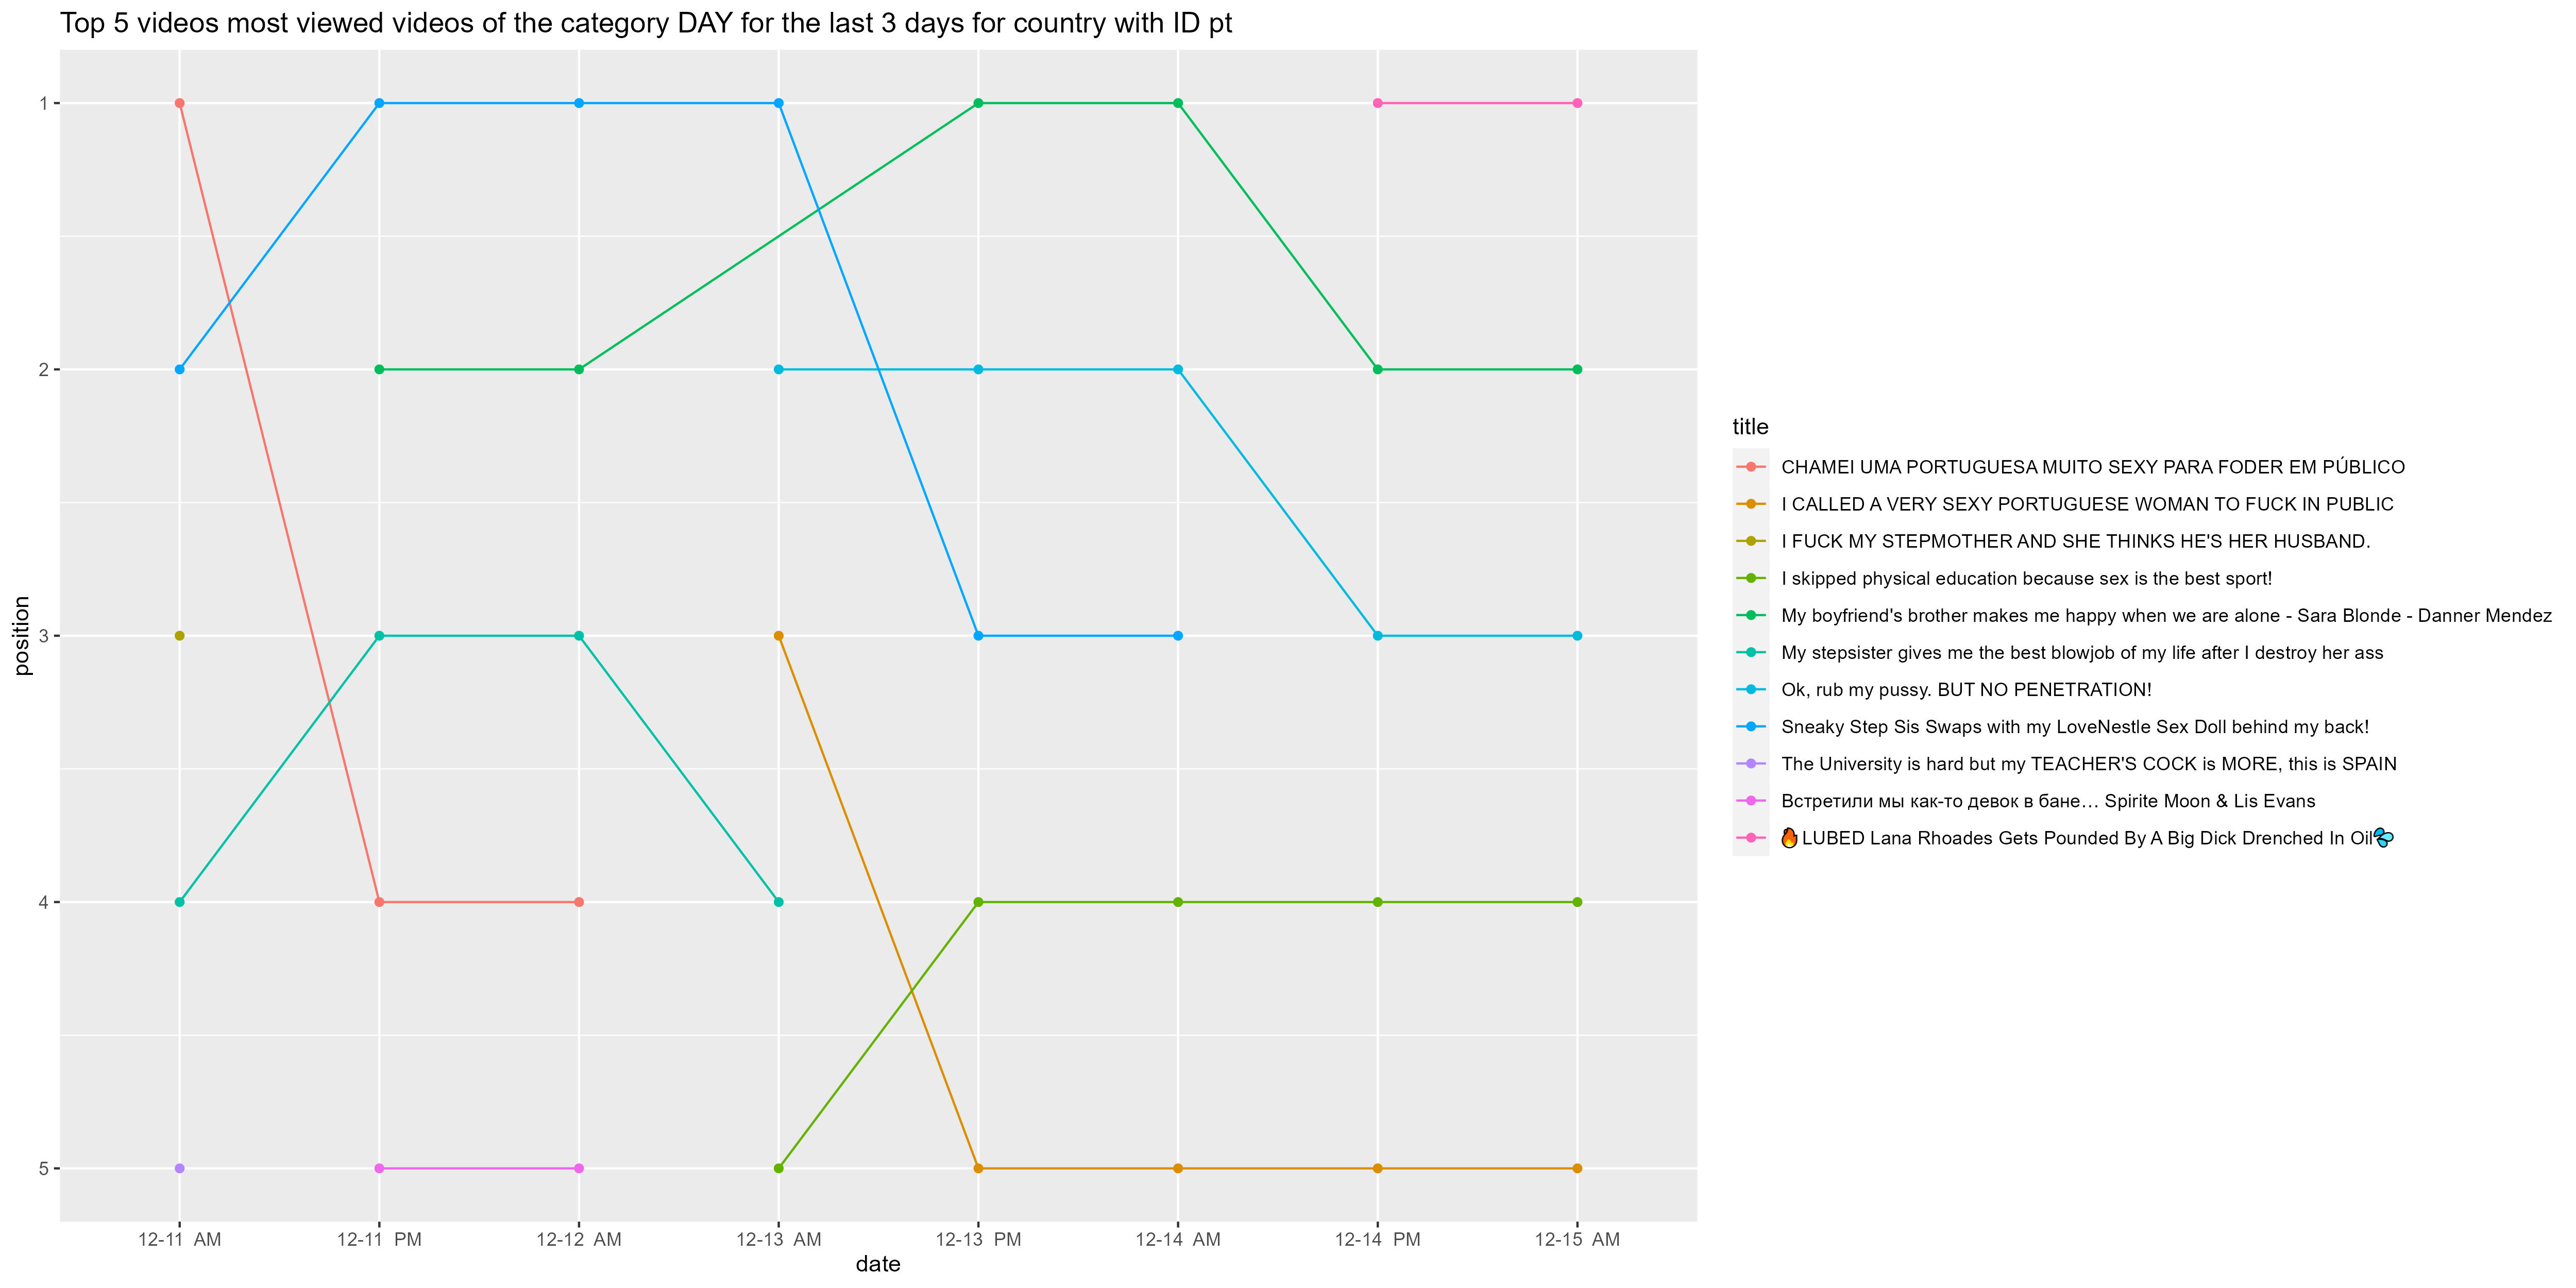 Top 5 videos most viewed videos of the category DAY for the last 3 days for country with ID pt
position
1
2
3
4
5
12-11 AM
12-11 PM
12-12 AM
12-13 AM
12-13 PM
12-14 AM
12-14 PM
12-15 AM
date
title
CHAMEI UMA PORTUGUESA MUITO SEXY PARA FODER EM PÚBLICO
I CALLED A VERY SEXY PORTUGUESE WOMAN TO FUCK IN PUBLIC
I FUCK MY STEPMOTHER AND SHE THINKS HE'S HER HUSBAND.
I skipped physical education because sex is the best sport!
My boyfriend's brother makes me happy when we are alone - Sara Blonde - Danner Mendez
My stepsister gives me the best blowjob of my life after I destroy her ass
Ok, rub my pussy. BUT NO PENETRATION!
Sneaky Step Sis Swaps with my LoveNestle Sex Doll behind my back!
The University is hard but my TEACHER'S COCK is MORE, this is SPAIN
Встретили мы как-то девок в бане… Spirite Moon & Lis Evans
🔥LUBED Lana Rhoades Gets Pounded By A Big Dick Drenched In Oil💦